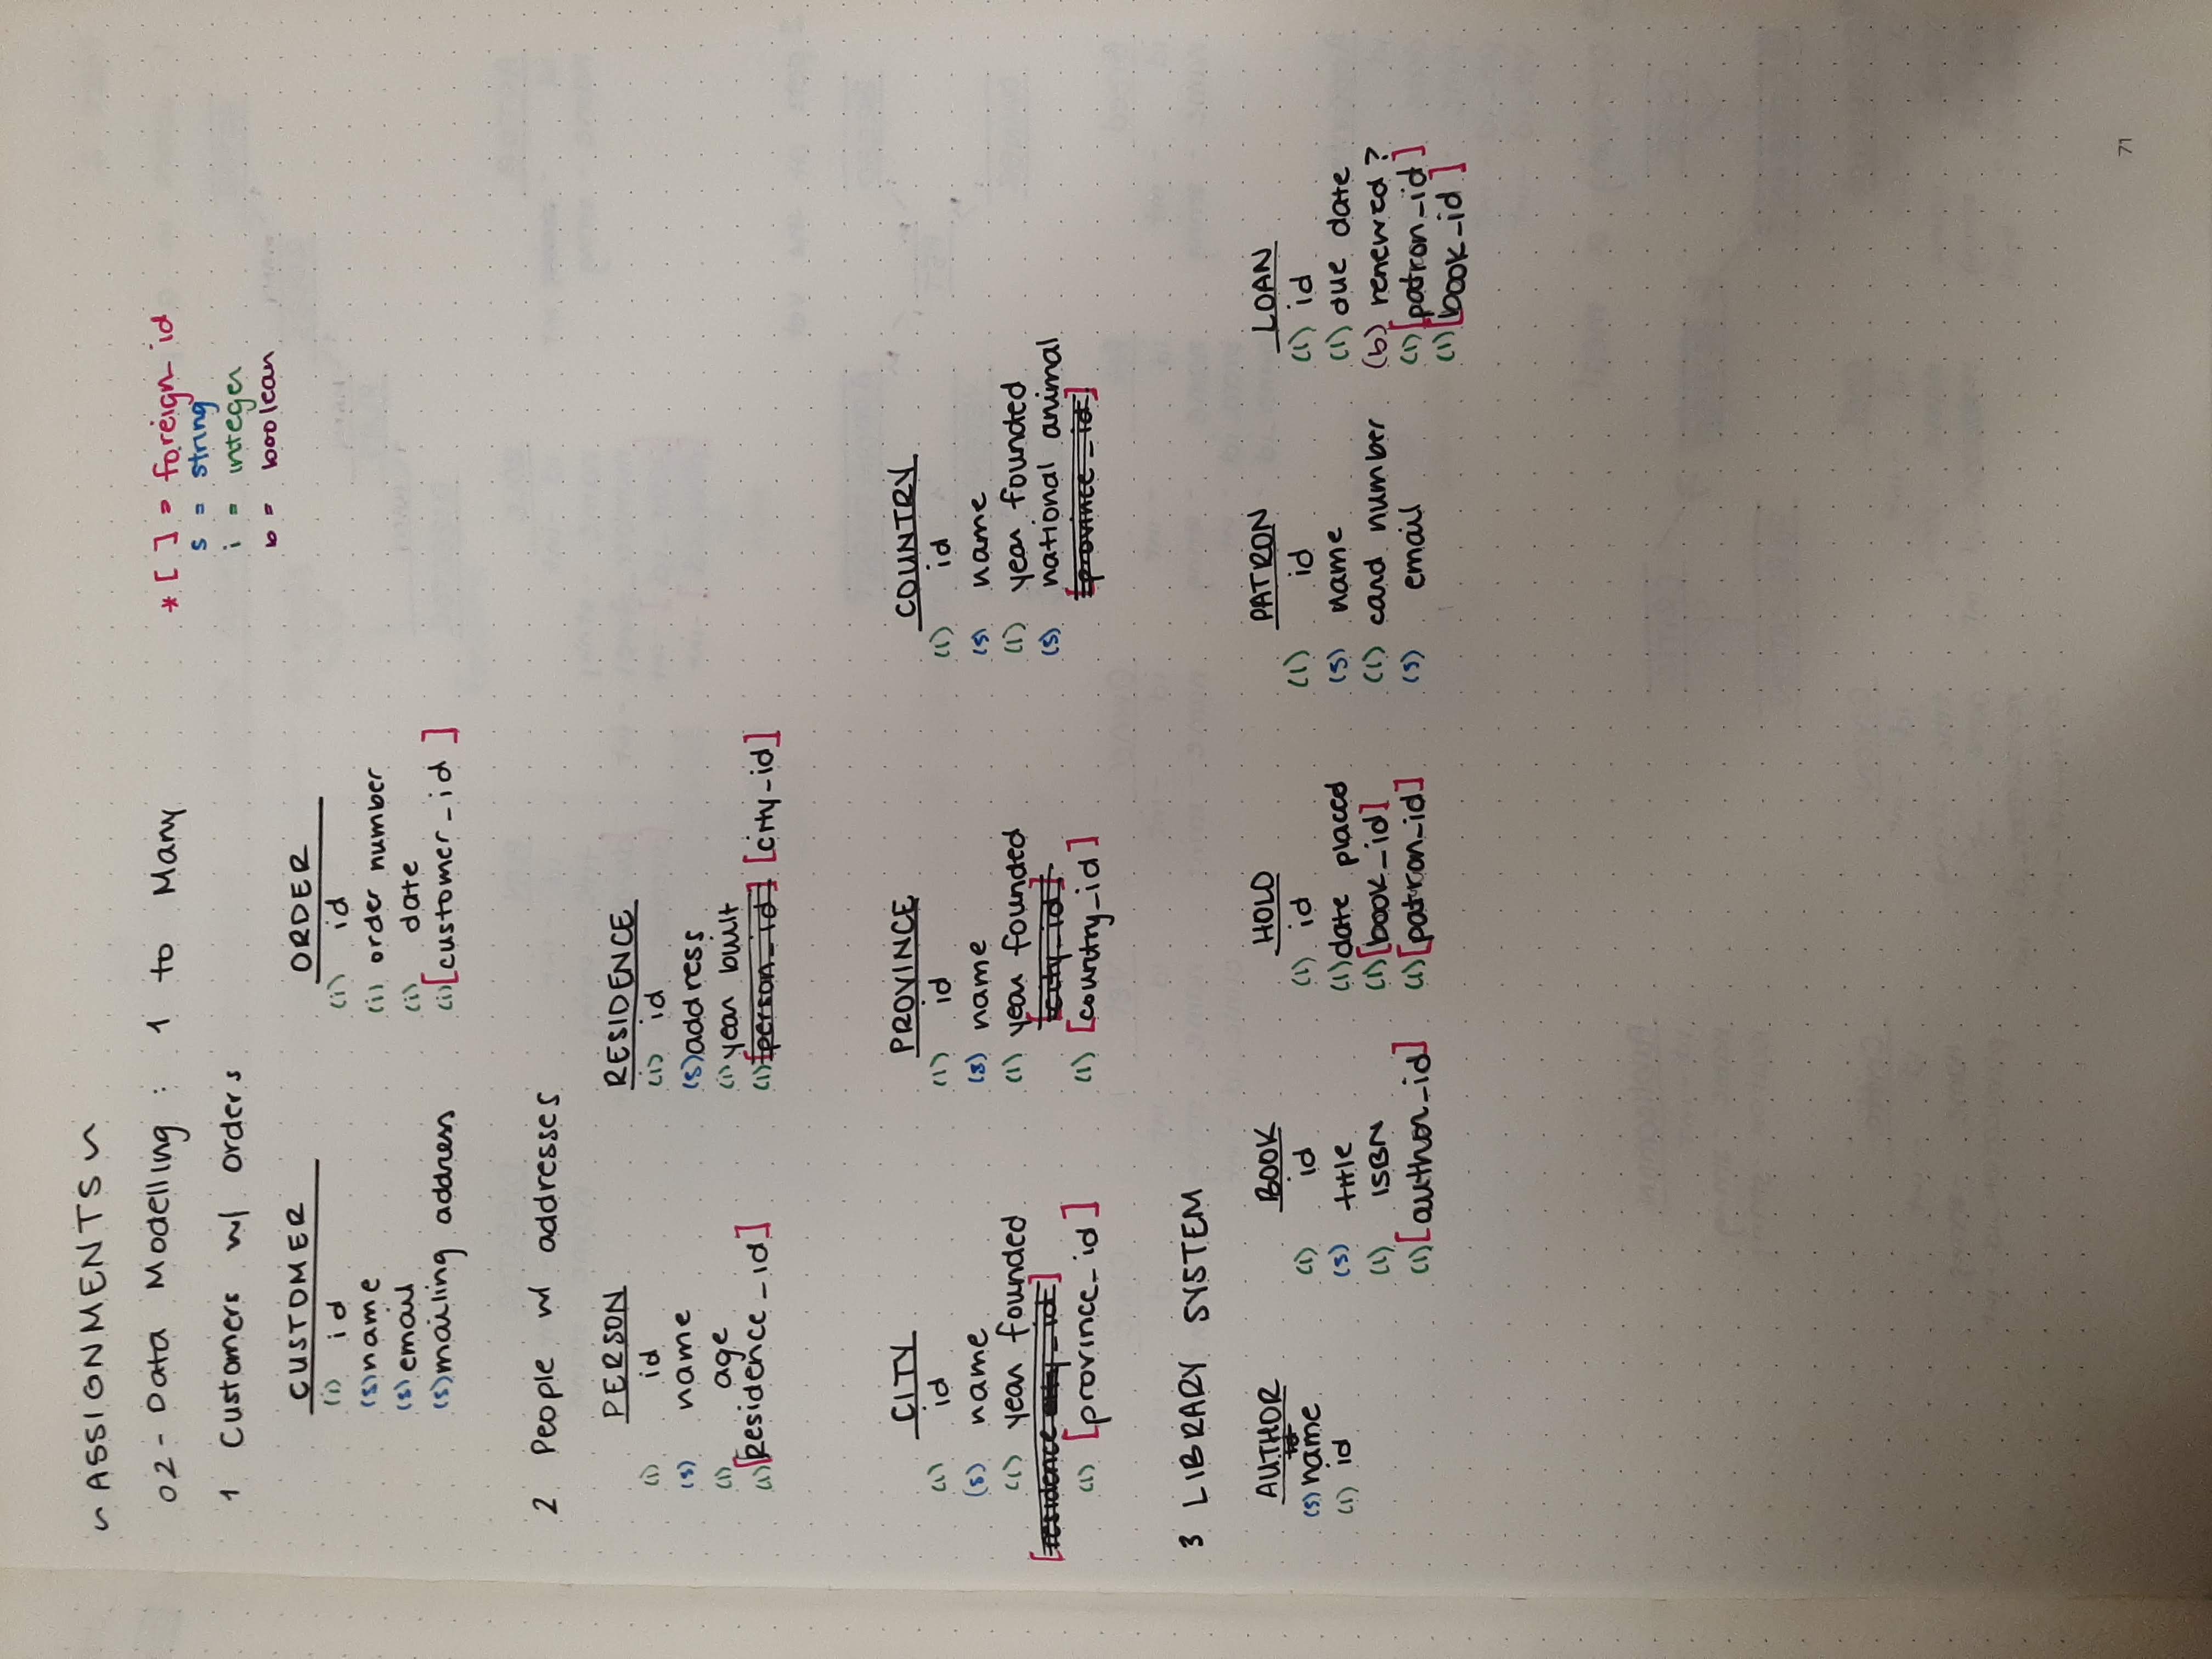 ~ ASSIGNMENTS ~
02 - Data Modelling : 1 to Many
* [ ] = foreign_id
s = string
i = integer
b = boolean
1 Customers w/ orders
CUSTOMER
(i) id
(s) name
(s) email
(s) mailing address
ORDER
(i) id
(i) order number
(i) date
(i) [customer_id]
2 People w/ addresses
PERSON
(i) id
(s) name
(i) age
(i) [residence_id]
RESIDENCE
(i) id
(s) address
(i) year built
(i) [person_id] [city_id]
CITY
(i) id
(s) name
(i) year founded
[residence _id]
(i) [province_id]
PROVINCE
(i) id
(s) name
(i) year founded
[city_id]
(i) [country_id]
COUNTRY
(i) id
(s) name
(i) year founded
(s) national animal
[province_id]
3 LIBRARY SYSTEM
AUTHOR
id
(s) name
(i) id
BOOK
(i) id
(s) title
(i) ISBN
(i) [author_id]
HOLD
(i) id
(i) date placed
(i) [book_id]
(i) [patron_id]
PATRON
(i) id
(s) name
(i) card number
(s) email
LOAN
(i) id
(i) due date
(b) renewed?
(i) [patron_id]
(i) [book_id]
71